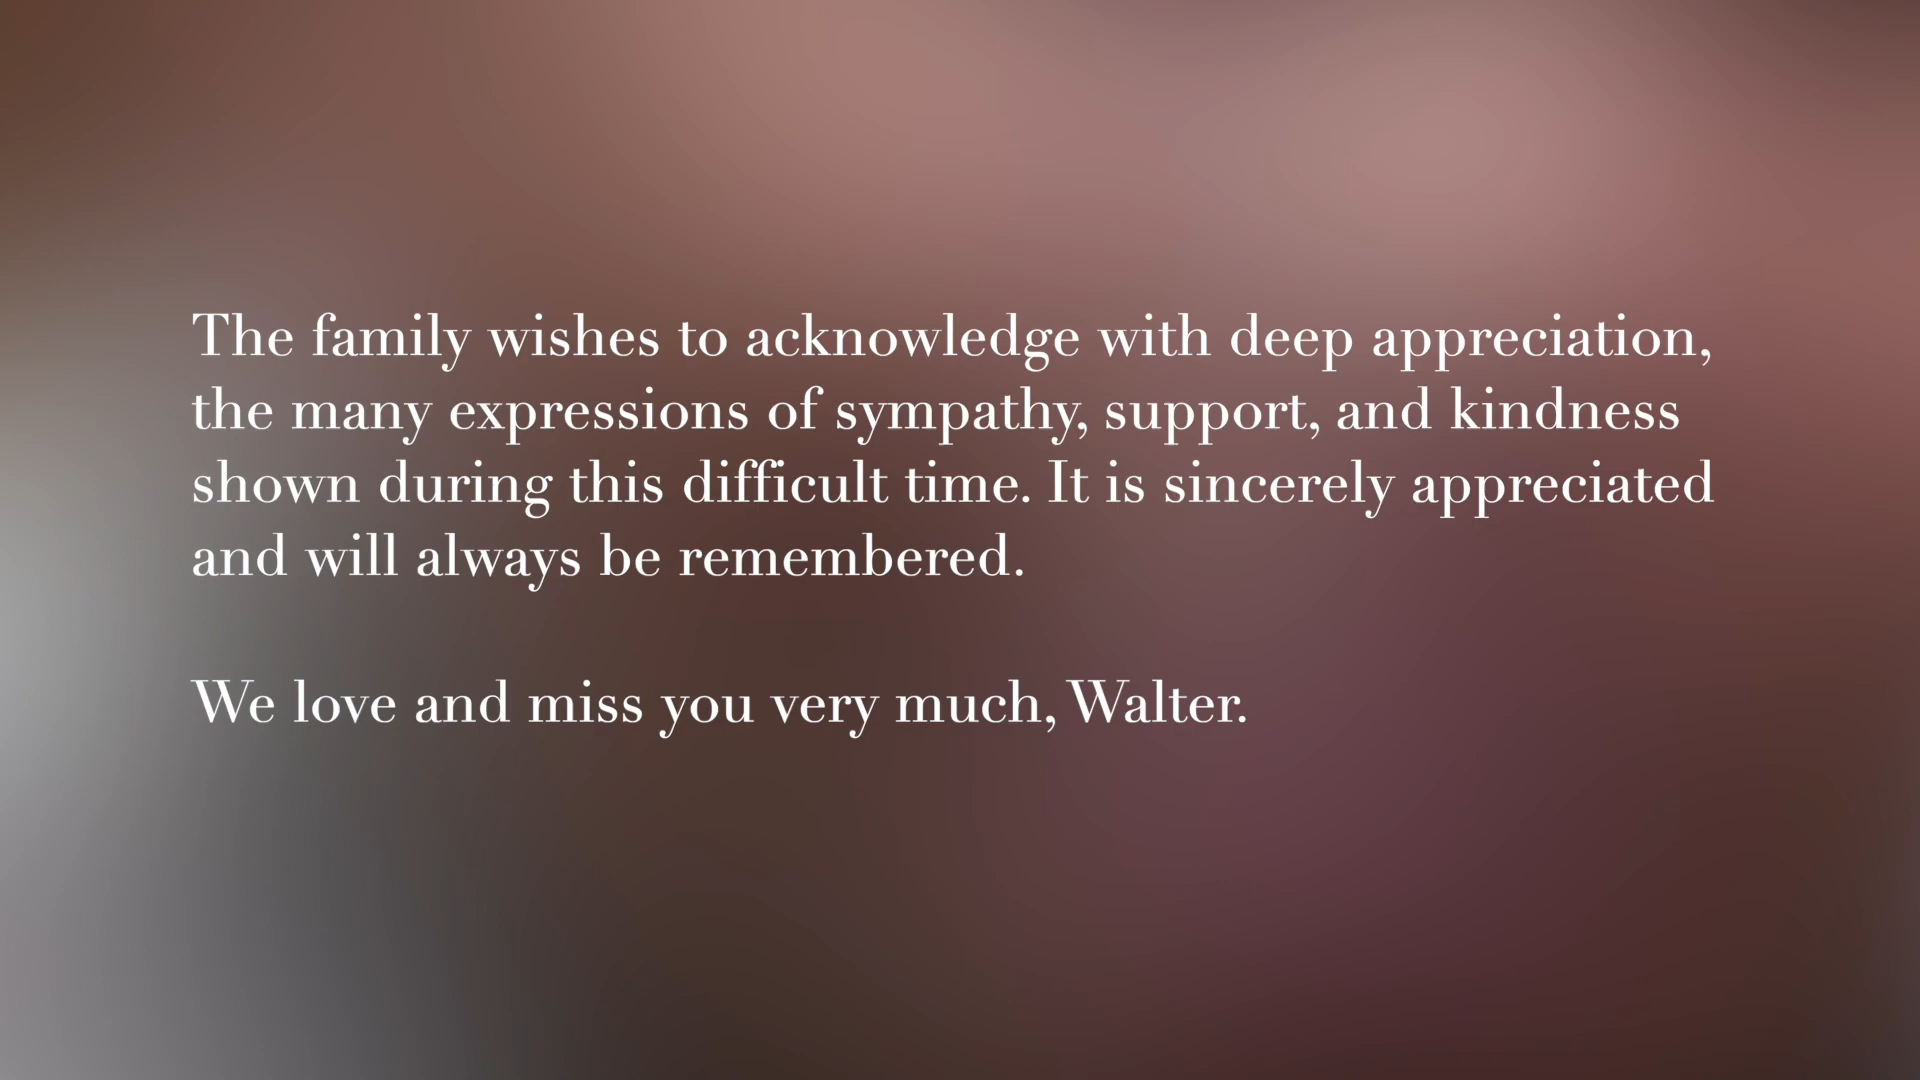 The family wishes to acknowledge with deep appreciation,
the many expressions of sympathy, support, and kindness
shown during this difficult time. It is sincerely appreciated
and will always be remembered.
We love and miss you very much, Walter.